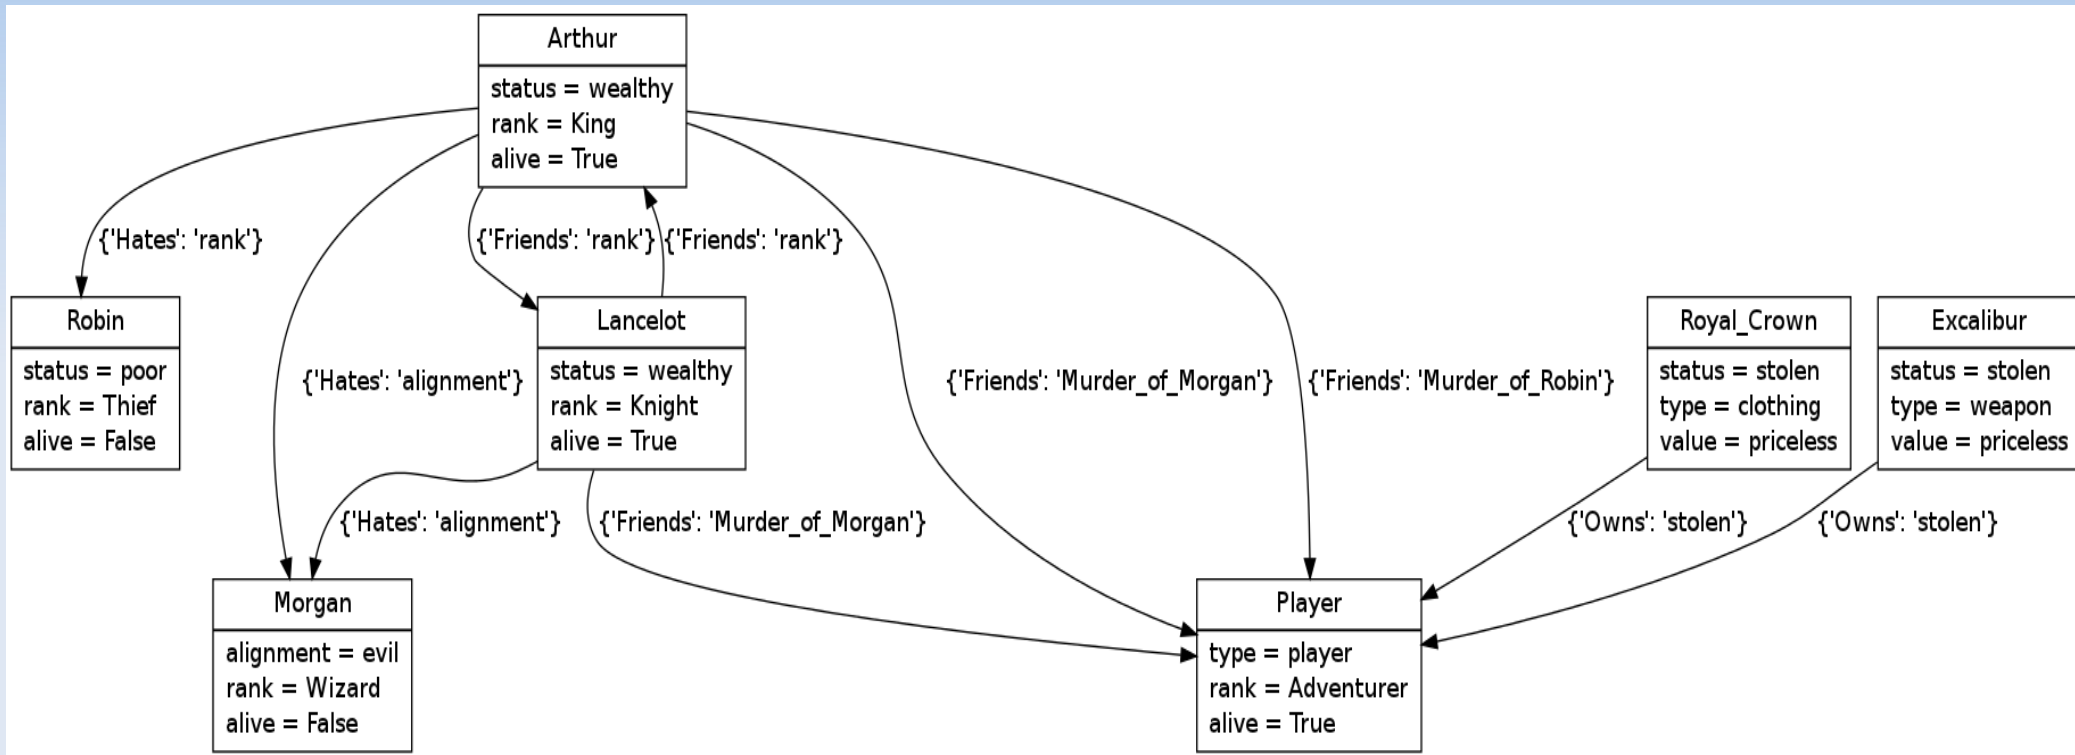 Arthur
status = wealthy
rank = King
alive = True
{'Hates': 'rank'}
{'Friends': 'rank'}
{'Friends': 'rank'}
Robin
status = poor
rank = Thief
alive = False
{'Hates': 'alignment'}
Lancelot
status = wealthy
rank = Knight
alive = True
{'Friends': 'Murder_of_Morgan'}
{'Friends': 'Murder_of_Robin'}
Royal_Crown
status = stolen
type = clothing
value = priceless
Excalibur
status = stolen
type = weapon
value = priceless
{'Hates': 'alignment'}
{'Friends': 'Murder_of_Morgan'}
{'Owns': 'stolen'}
{'Owns': 'stolen'}
Morgan
alignment = evil
rank = Wizard
alive = False
Player
type = player
rank = Adventurer
alive = True